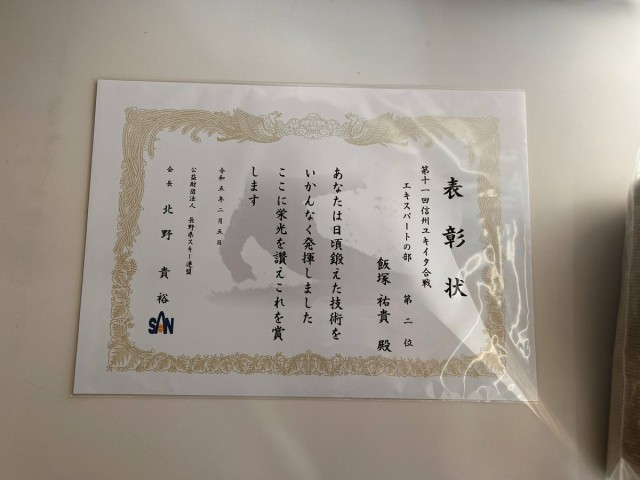 表彰状
第十一回信州ユキイタ合戦
エキスパートの部 第二位
飯塚祐貴殿
あなたは日頃鍛えた技術を
いかんなく発揮しました
ここに栄光を讃えこれを賞
します
令和五年二月五日
公益財団法人 長野県スキー連盟
会長 北野貴裕
SAN